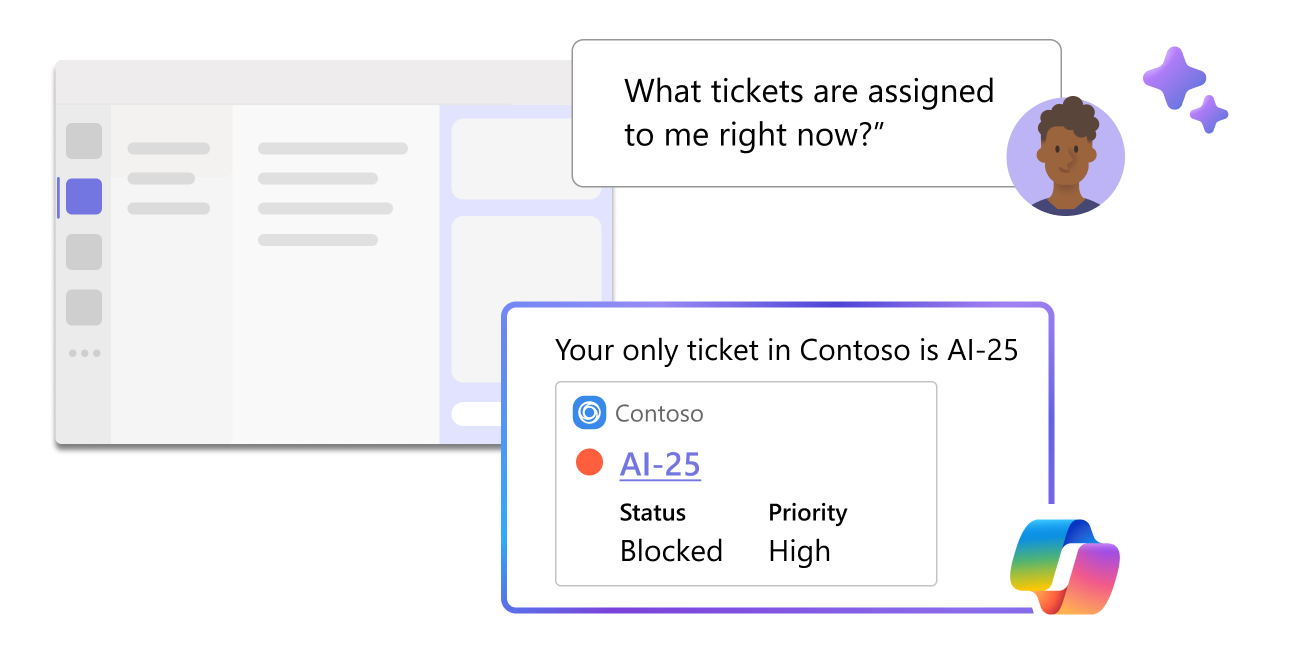 What tickets are assigned
to me right now?”
Your only ticket in Contoso is AI-25
Contoso
AI-25
Status Priority
Blocked High